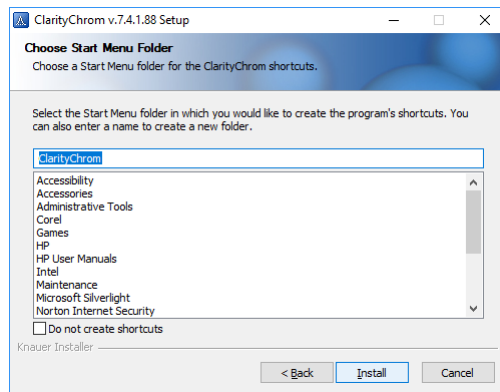 ClarityChrom v.7.4.1.88 Setup
Choose Start Menu Folder
Choose a Start Menu folder for the ClarityChrom shortcuts.
Select the Start Menu folder in which you would like to create the program's shortcuts. You
can also enter a name to create a new folder.
ClarityChrom
Accessibility
Accessories
Administrative Tools
Corel
Games
HP
HP User Manuals
Intel
Maintenance
Microsoft Silverlight
Norton Internet Security
Do not create shortcuts
Knauer Installer
< Back
Install
Cancel